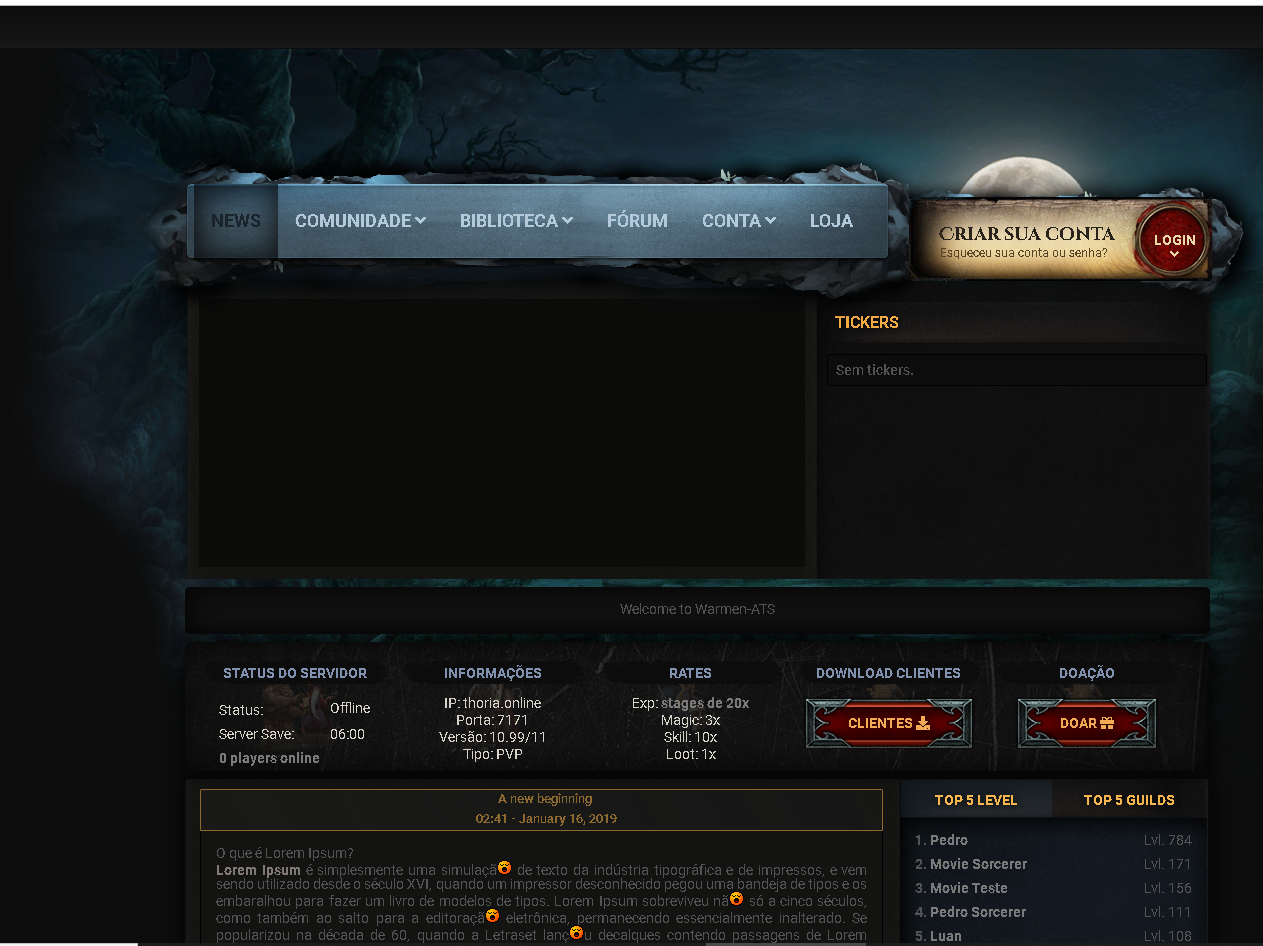 NEWS
COMUNIDADE
BIBLIOTECA
FÓRUM
CONTA
LOJA
CRIAR SUA CONTA
Esqueceu sua conta ou senha?
LOGIN
TICKERS
Sem tickers.
Welcome to Warmen-ATS
STATUS DO SERVIDOR
Status: Offline
Server Save: 06:00
0 players online
INFORMAÇÕES
IP: thoria.online
Porta: 7171
Versão: 10.99/11
Tipo: PVP
RATES
Exp: stages de 20x
Magic: 3x
Skill: 10x
Loot: 1x
DOWNLOAD CLIENTES
CLIENTES
DOAÇÃO
DOAR
A new beginning
02:41 - January 16, 2019
O que é Lorem Ipsum?
Lorem Ipsum é simplesmente uma simulaçã😮 de texto da indústria tipográfica e de impressos, e vem
sendo utilizado desde o século XVI, quando um impressor desconhecido pegou uma bandeja de tipos e os
embaralhou para fazer um livro de modelos de tipos. Lorem Ipsum sobreviveu nã😮 só a cinco séculos,
como também ao salto para a editoraçã😮 eletrônica, permanecendo essencialmente inalterado. Se
popularizou na década de 60, quando a Letraset lanç😮u decalques contendo passagens de Lorem
TOP 5 LEVEL
TOP 5 GUILDS
1. Pedro Lvl. 784
2. Movie Sorcerer Lvl. 171
3. Movie Teste Lvl. 156
4. Pedro Sorcerer Lvl. 111
5. Luan Lvl. 108